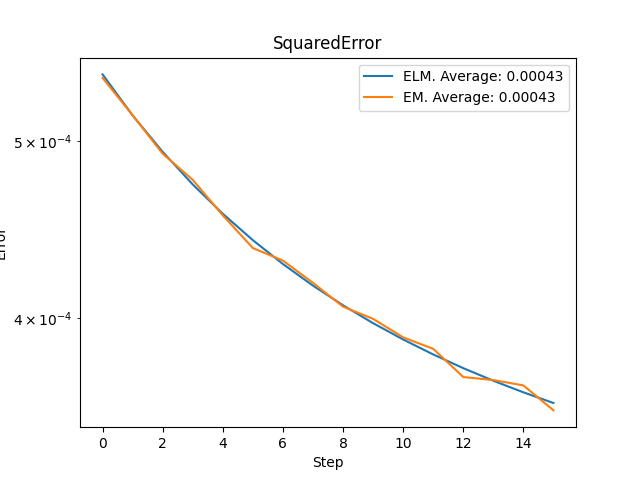 SquaredError
ELM. Average: 0.00043
EM. Average: 0.00043
5 × 10⁻⁴
4 × 10⁻⁴
Error
0 2 4 6 8 10 12 14
Step